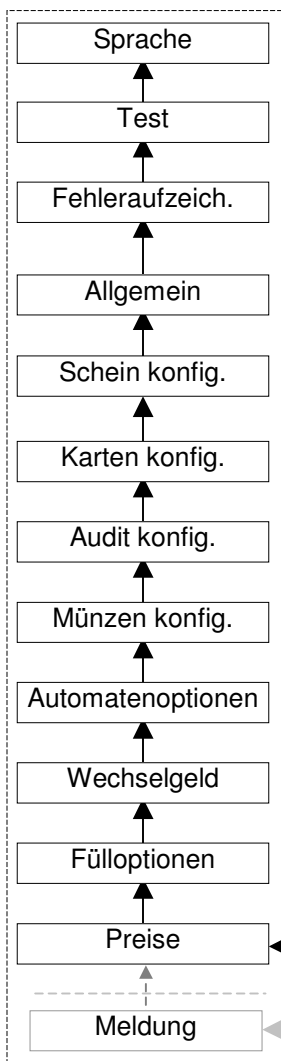 Sprache
Test
Fehleraufzeich.
Allgemein
Schein konfig.
Karten konfig.
Audit konfig.
Münzen konfig.
Automatenoptionen
Wechselgeld
Fülloptionen
Preise
Meldung